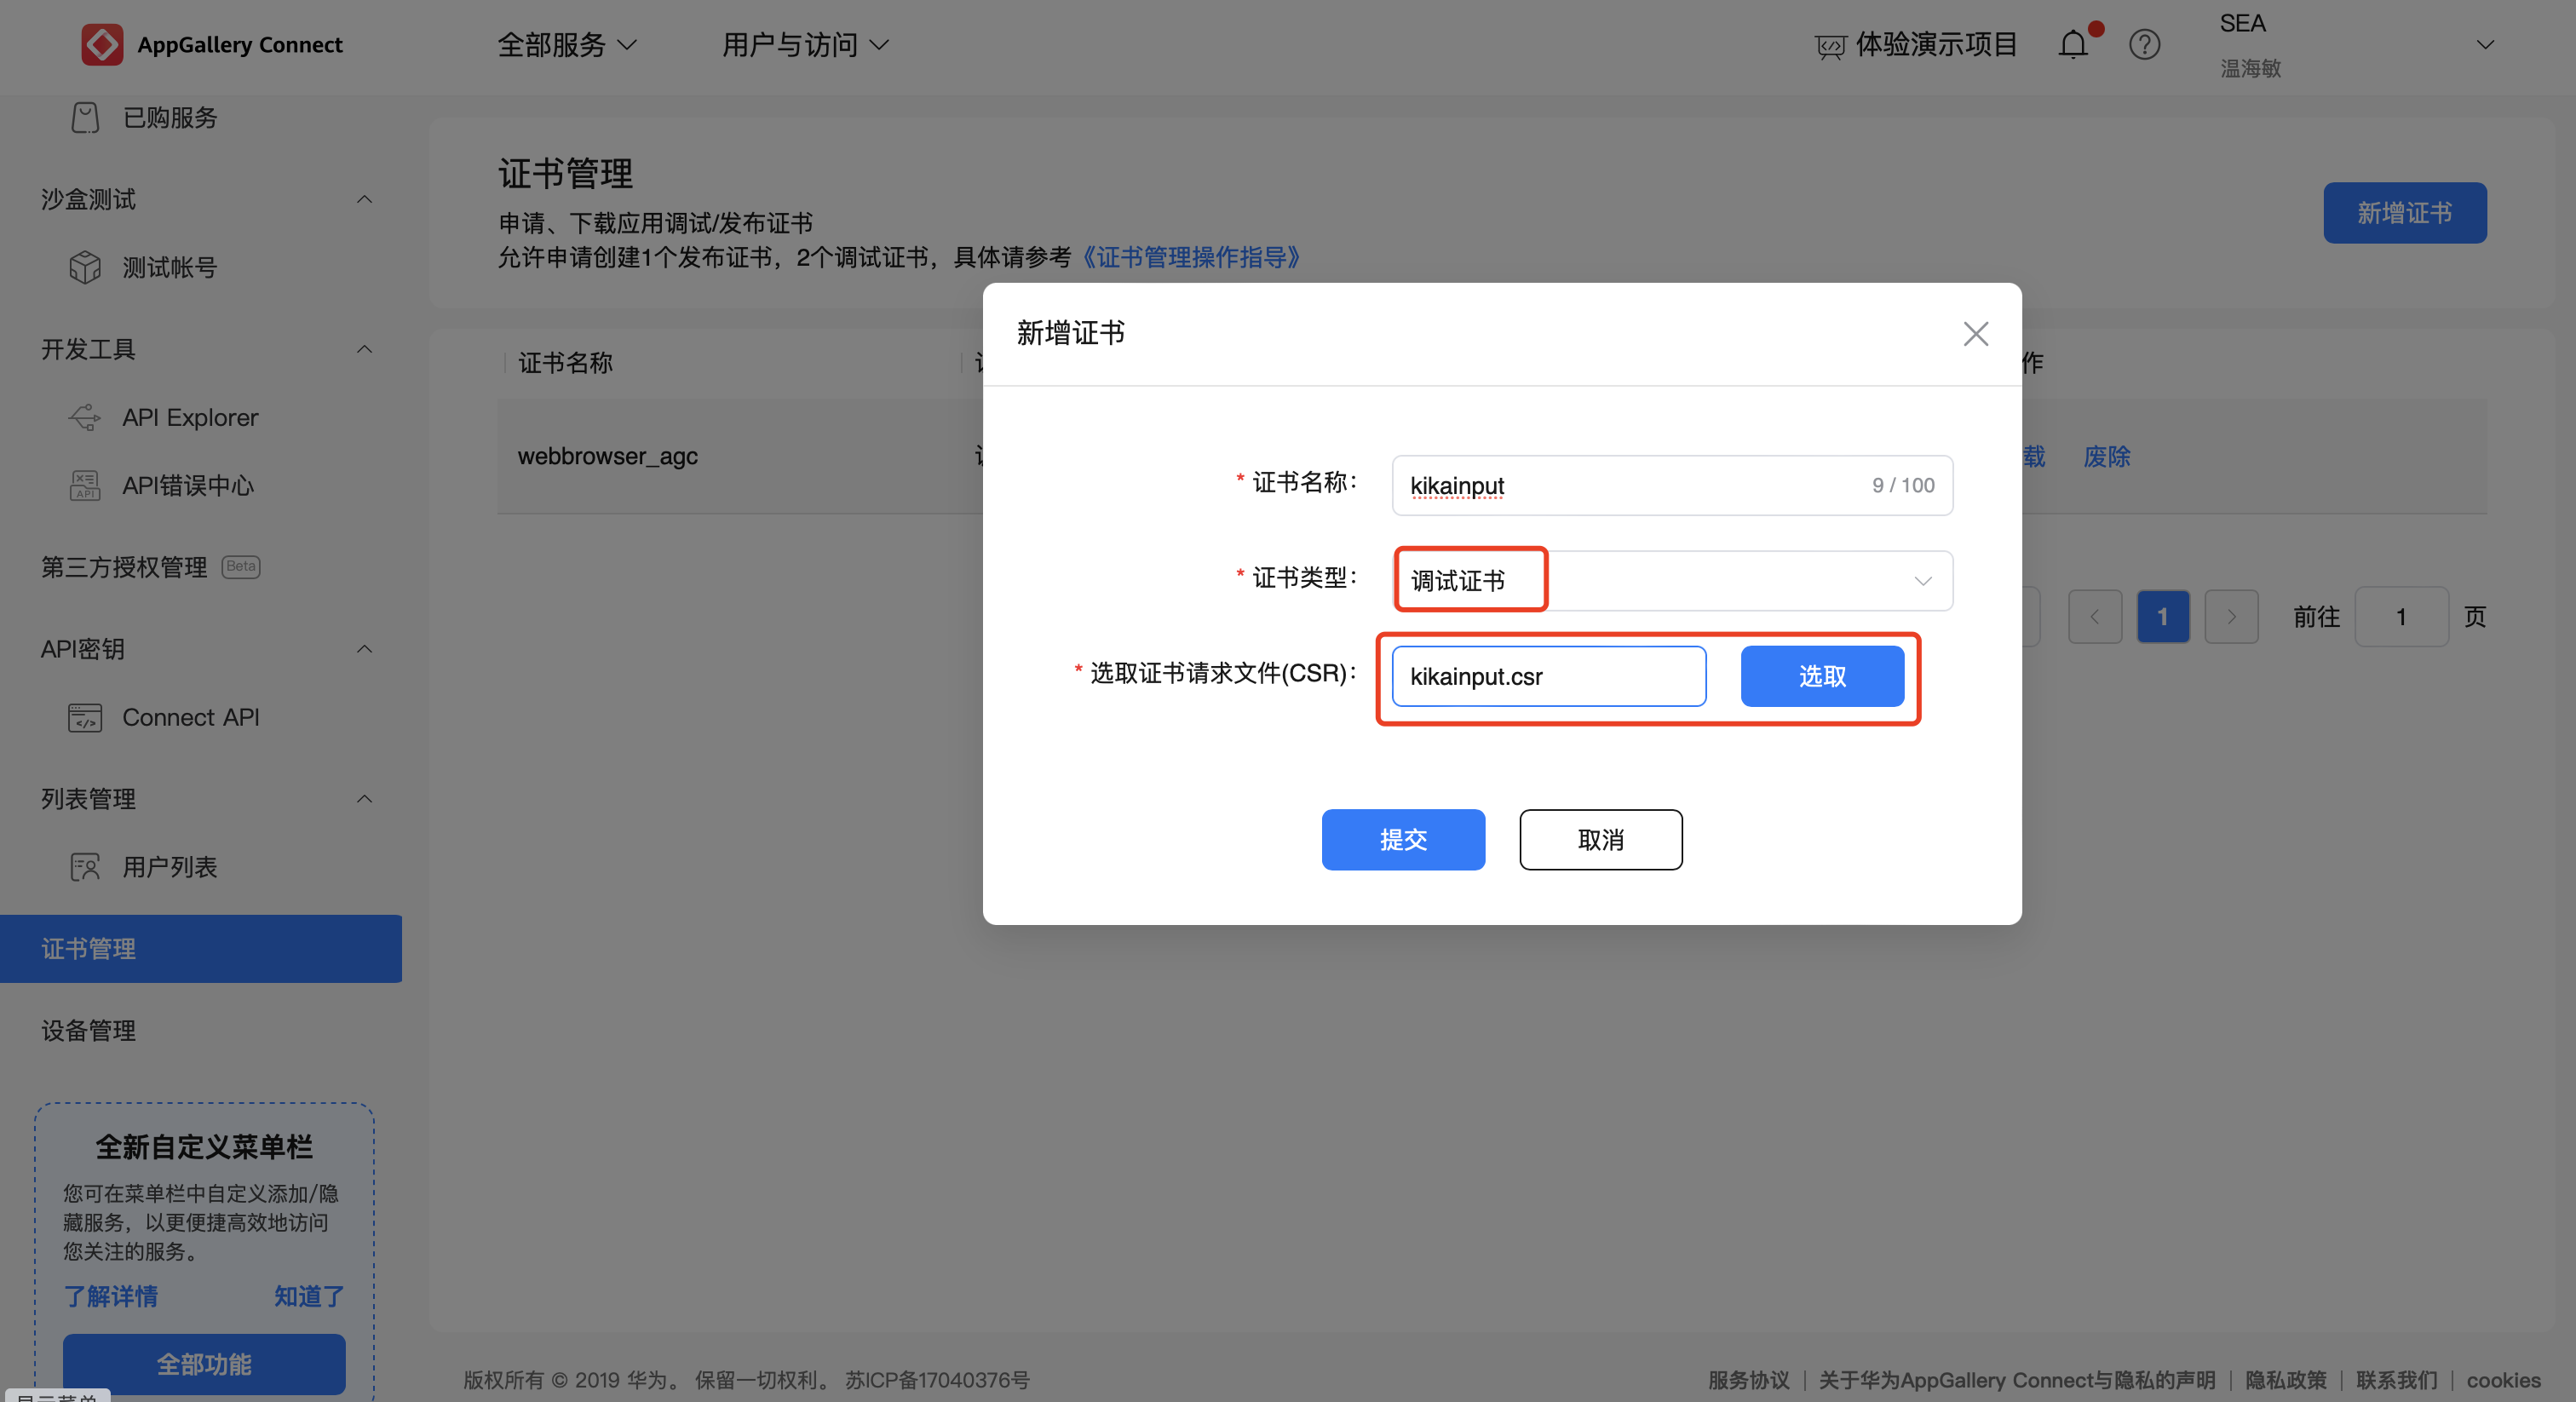 AppGallery Connect
全部服务
用户与访问
体验演示项目
SEA
温海敏
已购服务
沙盒测试
测试帐号
开发工具
API Explorer
API错误中心
第三方授权管理 Beta
API密钥
Connect API
列表管理
用户列表
证书管理
设备管理
全新自定义菜单栏
您可在菜单栏中自定义添加/隐
藏服务，以更便捷高效地访问
您关注的服务。
了解详情 知道了
全部功能
证书管理
申请、下载应用调试/发布证书
允许申请创建1个发布证书，2个调试证书，具体请参考《证书管理操作指导》
新增证书
证书名称
作
webbrowser_agc
载 废除
1
前往 1 页
新增证书
* 证书名称：
kikainput 9 / 100
* 证书类型：
调试证书
* 选取证书请求文件(CSR)：
kikainput.csr
选取
提交
取消
版权所有 © 2019 华为。 保留一切权利。 苏ICP备17040376号
服务协议 | 关于华为AppGallery Connect与隐私的声明 | 隐私政策 | 联系我们 | cookies